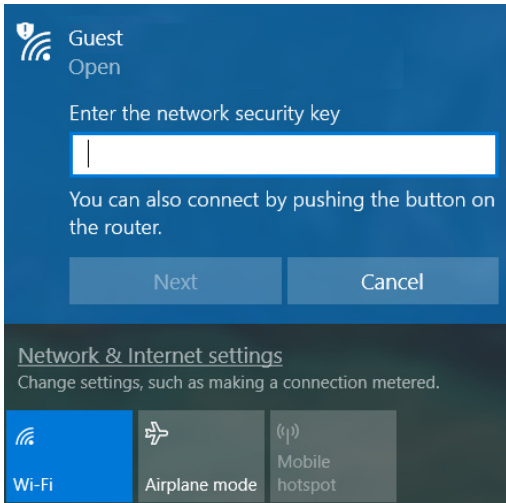 Guest
Open
Enter the network security key
You can also connect by pushing the button on
the router.
Next
Cancel
Network & Internet settings
Change settings, such as making a connection metered.
Wi-Fi
Airplane mode
Mobile
hotspot